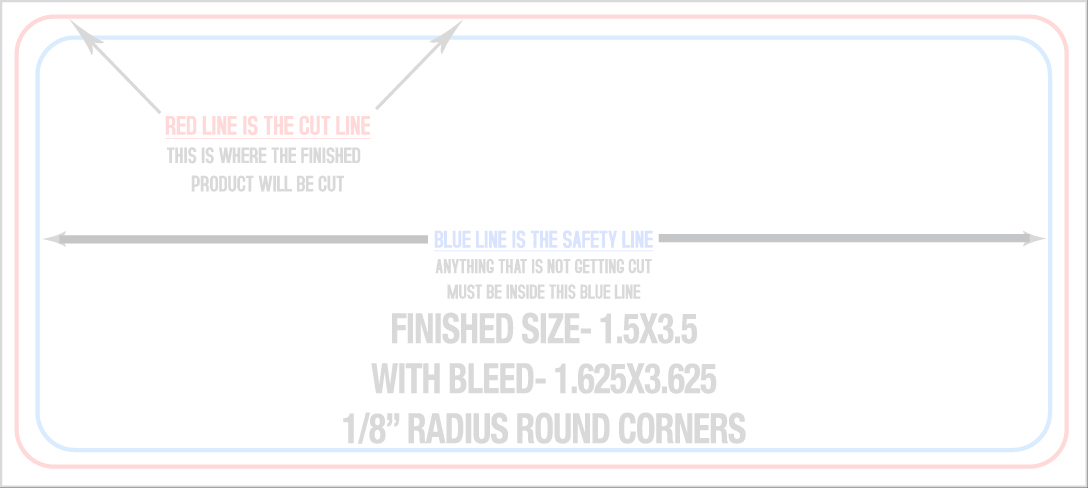 RED LINE IS THE CUT LINE
THIS IS WHERE THE FINISHED
PRODUCT WILL BE CUT
BLUE LINE IS THE SAFETY LINE
ANYTHING THAT IS NOT GETTING CUT
MUST BE INSIDE THIS BLUE LINE
FINISHED SIZE- 1.5X3.5
WITH BLEED- 1.625X3.625
1/8” RADIUS ROUND CORNERS